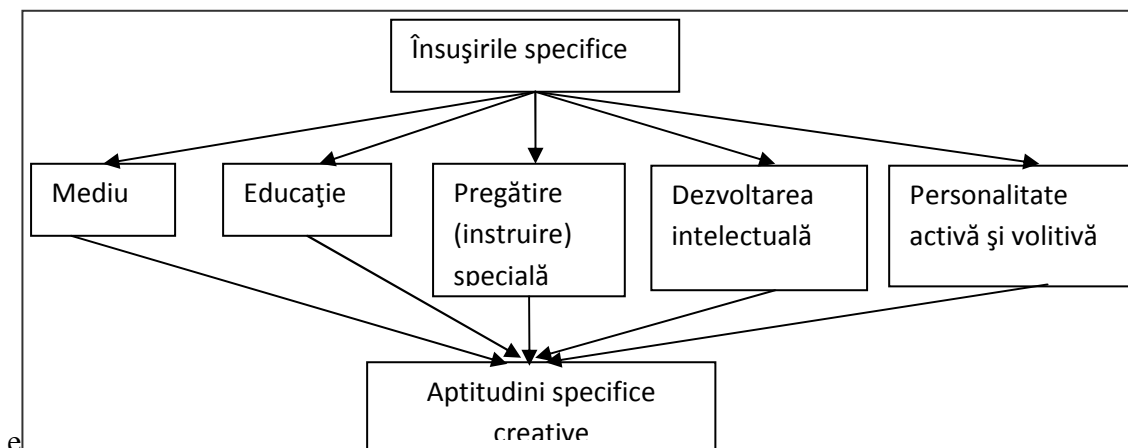 Însuşirile specifice
Mediu
Educaţie
Pregătire
(instruire)
specială
Dezvoltarea
intelectuală
Personalitate
activă şi volitivă
Aptitudini specifice
creative
e